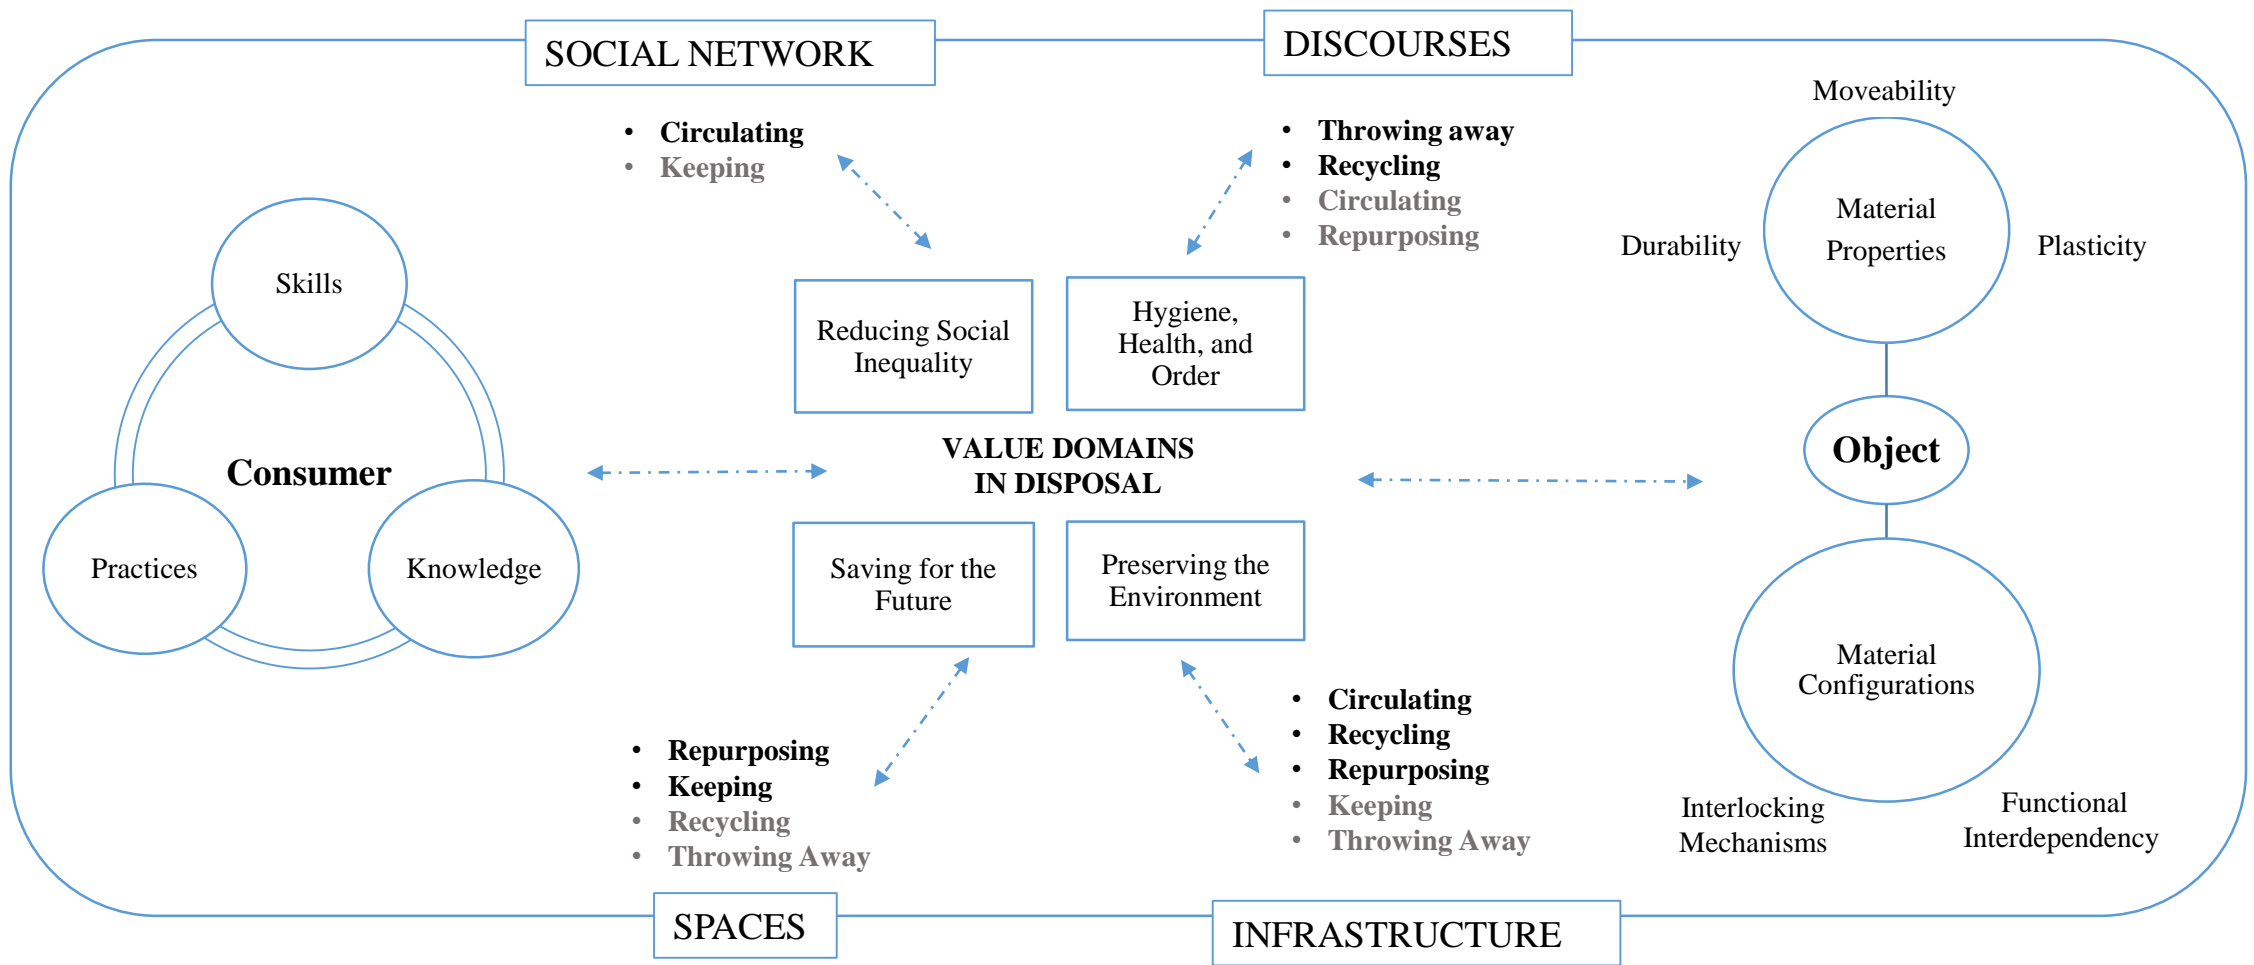 SOCIAL NETWORK
DISCOURSES
• Circulating
• Keeping
• Throwing away
• Recycling
• Circulating
• Repurposing
Skills
Consumer
Practices
Knowledge
Reducing Social
Inequality
Hygiene,
Health, and
Order
VALUE DOMAINS
IN DISPOSAL
Saving for the
Future
Preserving the
Environment
Moveability
Material
Properties
Durability
Plasticity
Object
Material
Configurations
Interlocking
Mechanisms
Functional
Interdependency
• Repurposing
• Keeping
• Recycling
• Throwing Away
• Circulating
• Recycling
• Repurposing
• Keeping
• Throwing Away
SPACES
INFRASTRUCTURE